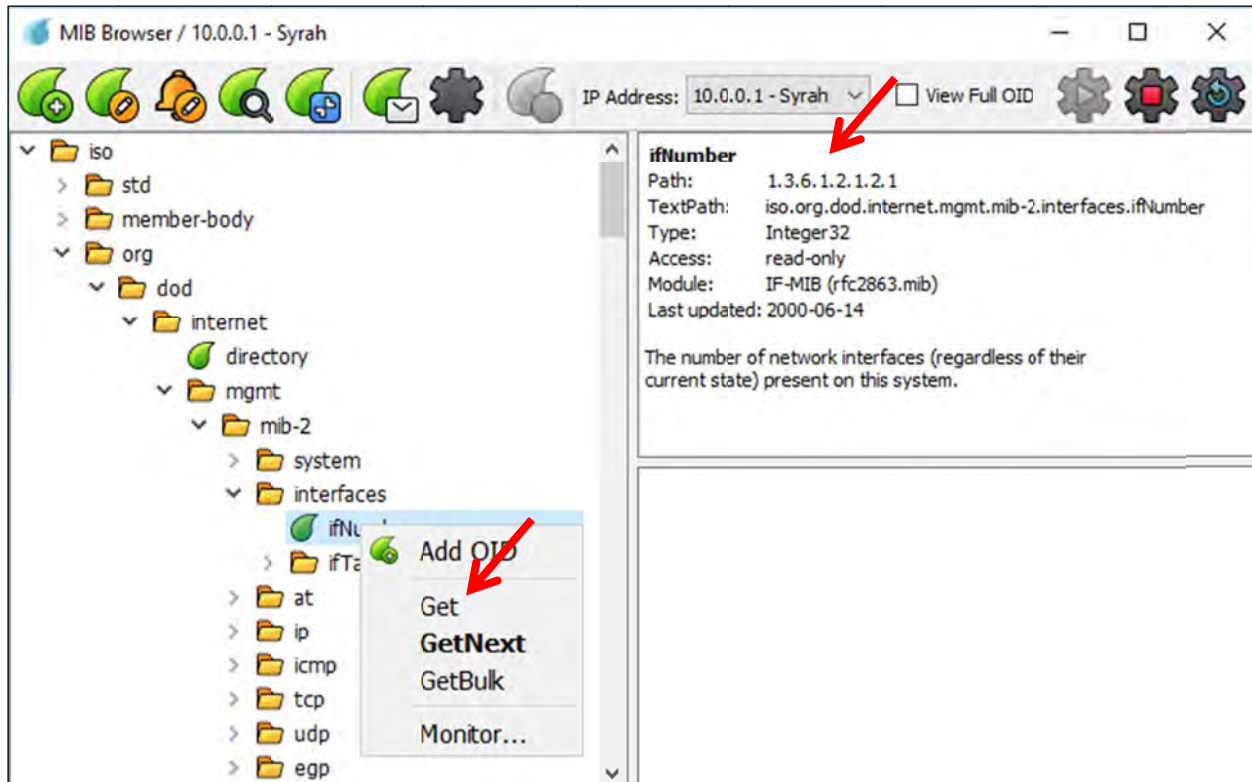 MIB Browser / 10.0.0.1 - Syrah
IP Address: 10.0.0.1 - Syrah View Full OID
iso
std
member-body
org
dod
internet
directory
mgmt
mib-2
system
interfaces
ifNu
ifTa
at
ip
icmp
tcp
udp
egp
Add OID
Get
GetNext
GetBulk
Monitor...
ifNumber
Path: 1.3.6.1.2.1.2.1
TextPath: iso.org.dod.internet.mgmt.mib-2.interfaces.ifNumber
Type: Integer32
Access: read-only
Module: IF-MIB (rfc2863.mib)
Last updated: 2000-06-14
The number of network interfaces (regardless of their
current state) present on this system.